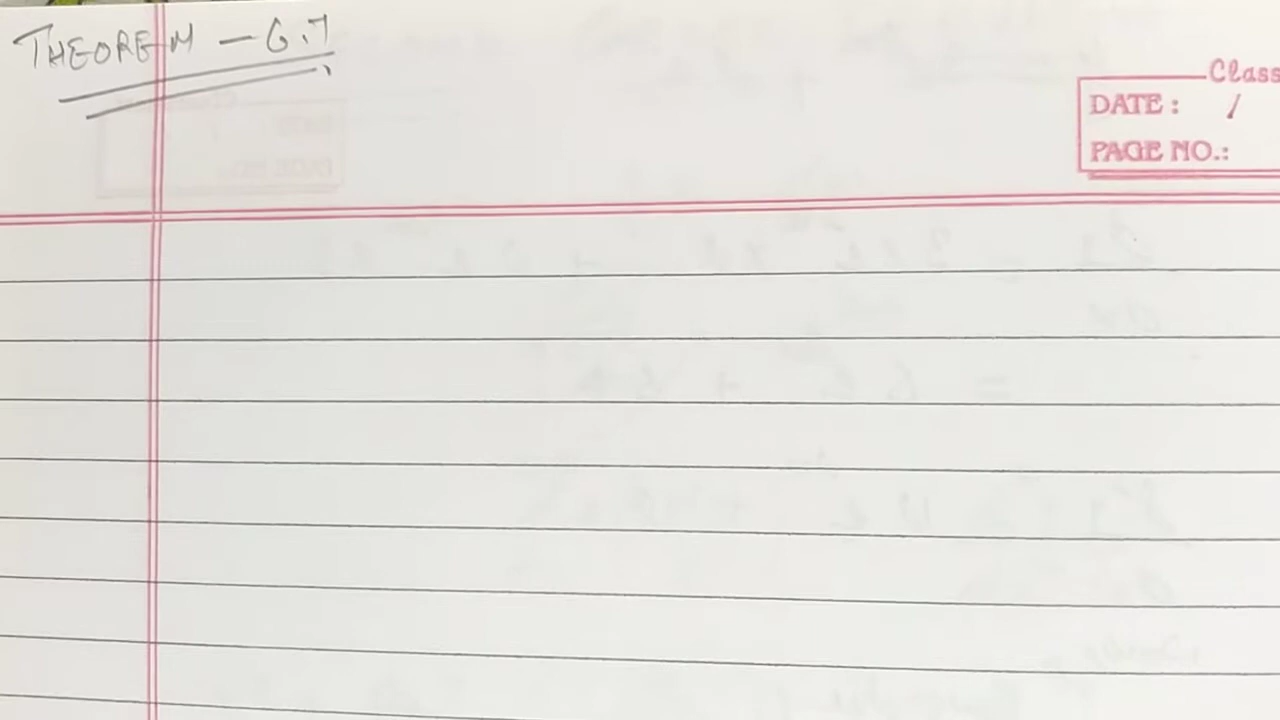 THEOREM - 6.7
Class
DATE : /
PAGE NO.: